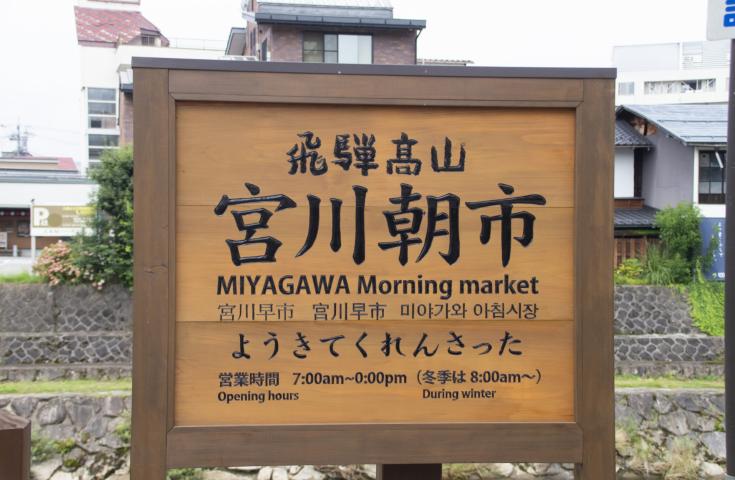 飛騨髙山
宮川朝市
MIYAGAWA Morning market
宮川早市 宮川早市 미야가와 아침시장
ようきてくれんさった
営業時間 7:00am~0:00pm (冬季は 8:00am~)
Opening hours During winter
P